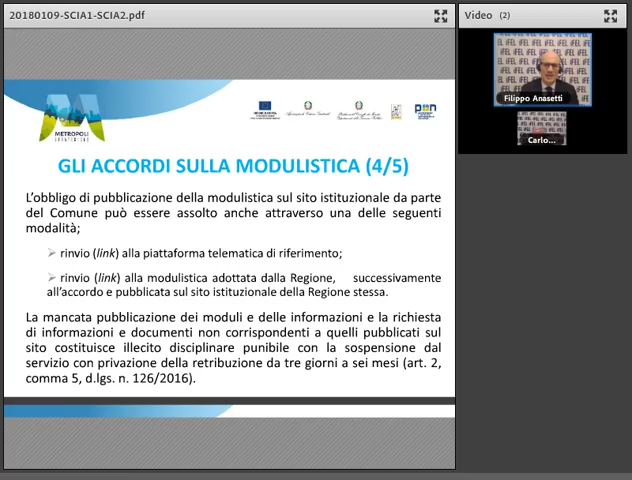 20180109-SCIA1-SCIA2.pdf
Video (2)
Filippo Anasetti
Carlo...
METROPOLI
STRATEGICHE
GLI ACCORDI SULLA MODULISTICA (4/5)
L'obbligo di pubblicazione della modulistica sul sito istituzionale da parte
del Comune può essere assolto anche attraverso una delle seguenti
modalità;
rinvio (link) alla piattaforma telematica di riferimento;
rinvio (link) alla modulistica adottata dalla Regione, successivamente
all'accordo e pubblicata sul sito istituzionale della Regione stessa.
La mancata pubblicazione dei moduli e delle informazioni e la richiesta
di informazioni e documenti non corrispondenti a quelli pubblicati sul
sito costituisce illecito disciplinare punibile con la sospensione dal
servizio con privazione della retribuzione da tre giorni a sei mesi (art. 2,
comma 5, d.lgs. n. 126/2016).